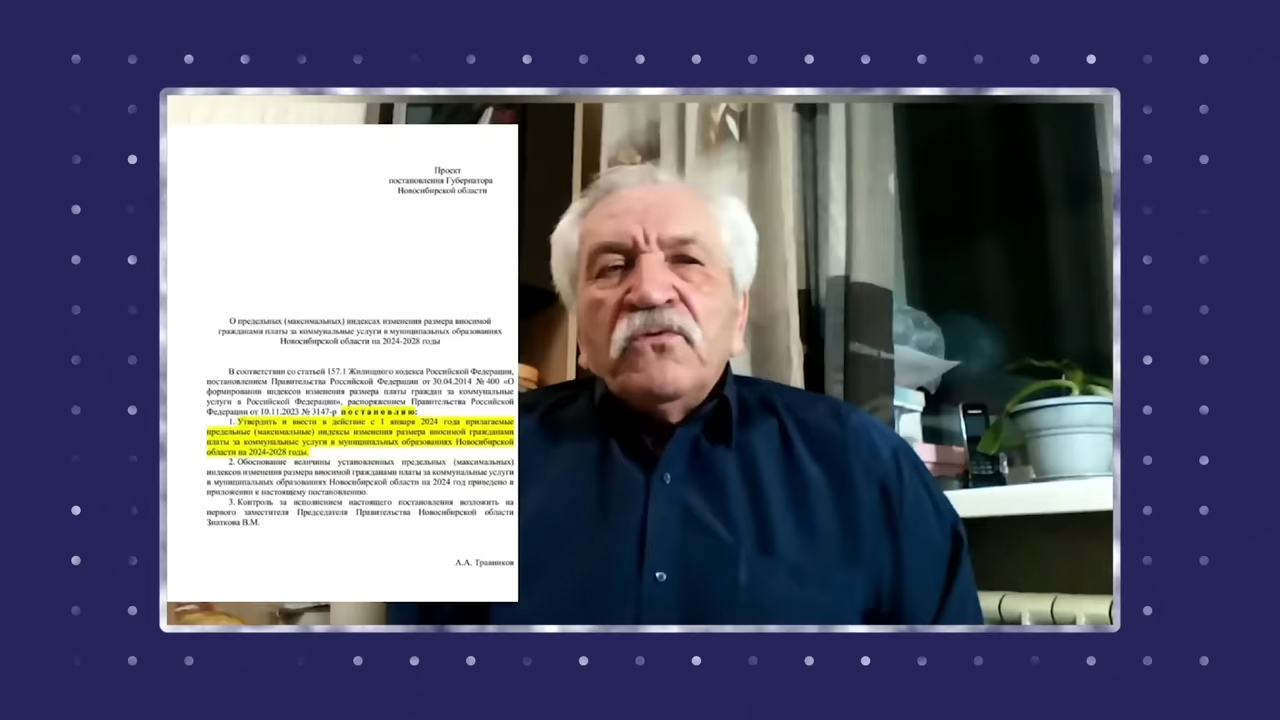 Проект
постановления Губернатора
Новосибирской области
О предельных (максимальных) индексах изменения размера вносимой
гражданами платы за коммунальные услуги в муниципальных образованиях
Новосибирской области на 2024-2028 годы
В соответствии со статьей 157.1 Жилищного кодекса Российской Федерации,
постановлением Правительства Российской Федерации от 30.04.2014 № 400 «О
формировании индексов изменения размера платы граждан за коммунальные
услуги в Российской Федерации», распоряжением Правительства Российской
Федерации от 10.11.2023 № 3147-р постановляю:
1. Утвердить и ввести в действие с 1 января 2024 года прилагаемые
предельные (максимальные) индексы изменения размера вносимой гражданами
платы за коммунальные услуги в муниципальных образованиях Новосибирской
области на 2024-2028 годы.
2. Обоснование величины установленных предельных (максимальных)
индексов изменения размера вносимой гражданами платы за коммунальные услуги
в муниципальных образованиях Новосибирской области на 2024 год приведено в
приложении к настоящему постановлению.
3. Контроль за исполнением настоящего постановления возложить на
первого заместителя Председателя Правительства Новосибирской области
Знаткова В.М.
А.А. Травников